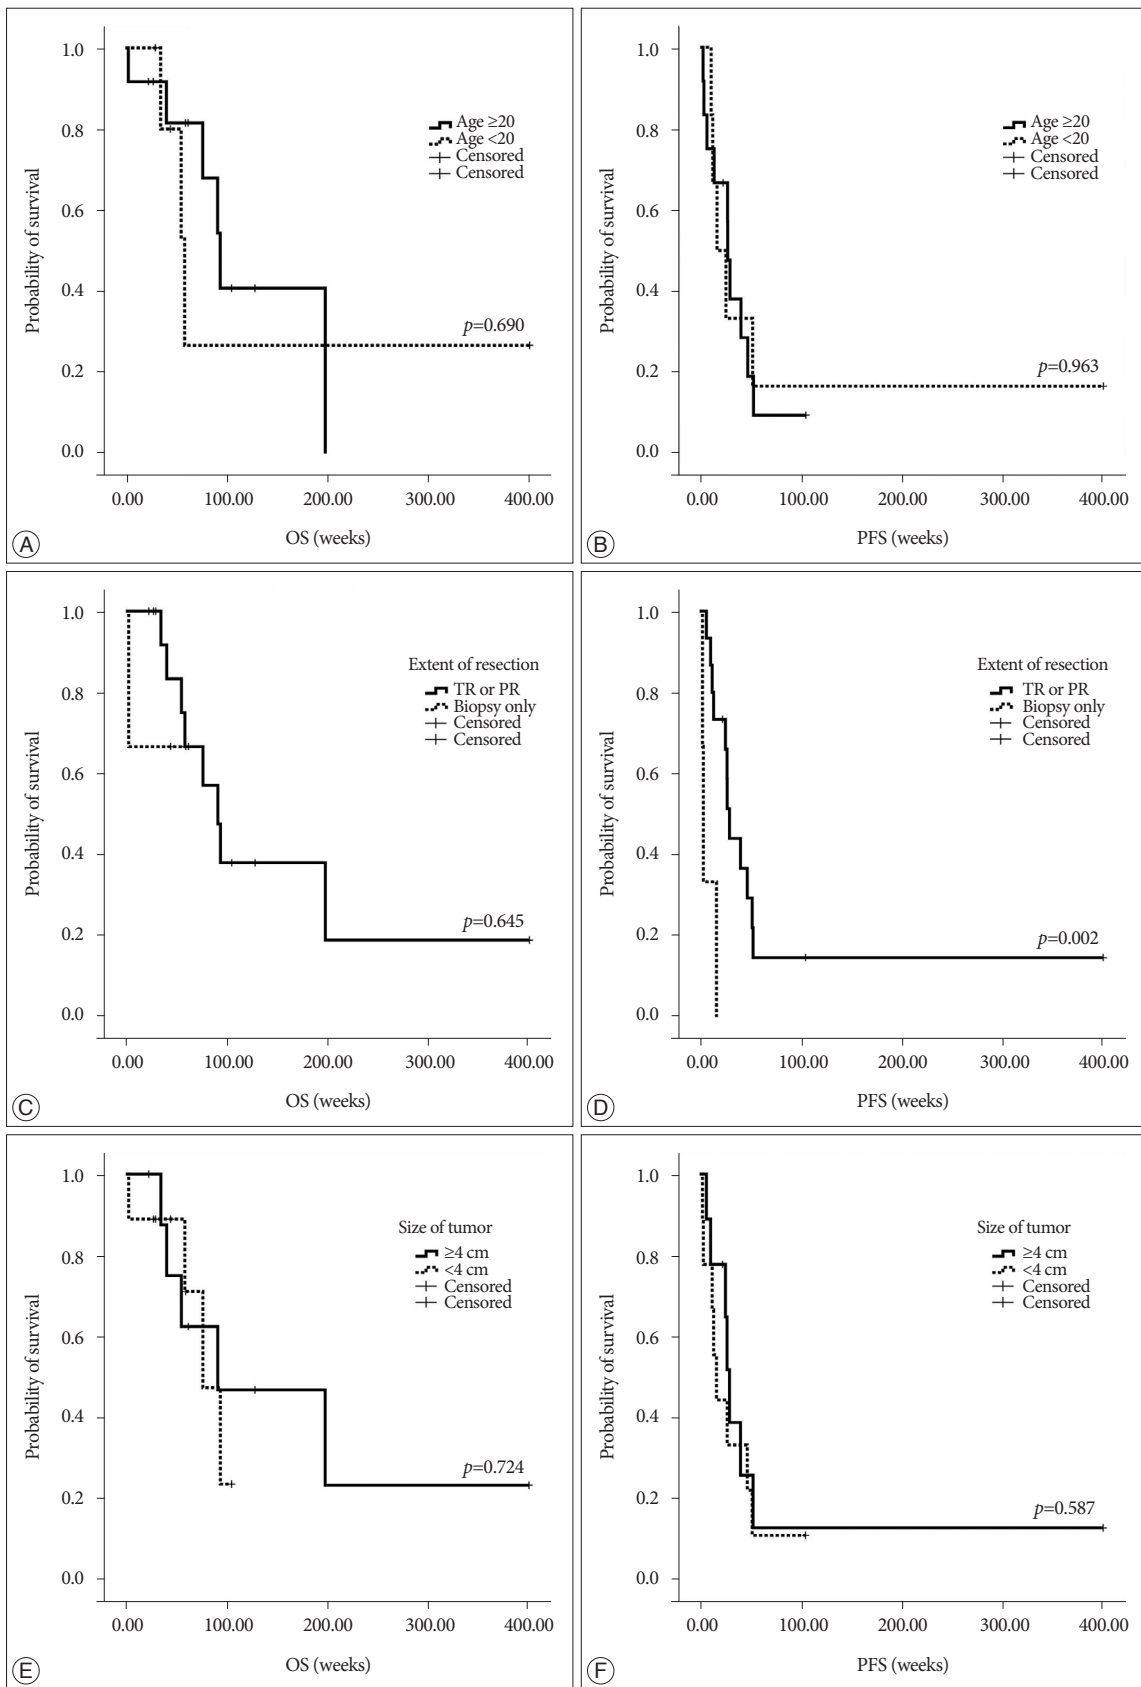 1.0
0.8
0.6
0.4
0.2
0.0
Probability of survival
Age ≥20
Age <20
Censored
Censored
p=0.690
0.00 100.00 200.00 300.00 400.00
OS (weeks)
A
1.0
0.8
0.6
0.4
0.2
0.0
Probability of survival
Age ≥20
Age <20
Censored
Censored
p=0.963
0.00 100.00 200.00 300.00 400.00
PFS (weeks)
B
1.0
0.8
0.6
0.4
0.2
0.0
Probability of survival
Extent of resection
TR or PR
Biopsy only
Censored
Censored
p=0.645
0.00 100.00 200.00 300.00 400.00
OS (weeks)
C
1.0
0.8
0.6
0.4
0.2
0.0
Probability of survival
Extent of resection
TR or PR
Biopsy only
Censored
Censored
p=0.002
0.00 100.00 200.00 300.00 400.00
PFS (weeks)
D
1.0
0.8
0.6
0.4
0.2
0.0
Probability of survival
Size of tumor
≥4 cm
<4 cm
Censored
Censored
p=0.724
0.00 100.00 200.00 300.00 400.00
OS (weeks)
E
1.0
0.8
0.6
0.4
0.2
0.0
Probability of survival
Size of tumor
≥4 cm
<4 cm
Censored
Censored
p=0.587
0.00 100.00 200.00 300.00 400.00
PFS (weeks)
F